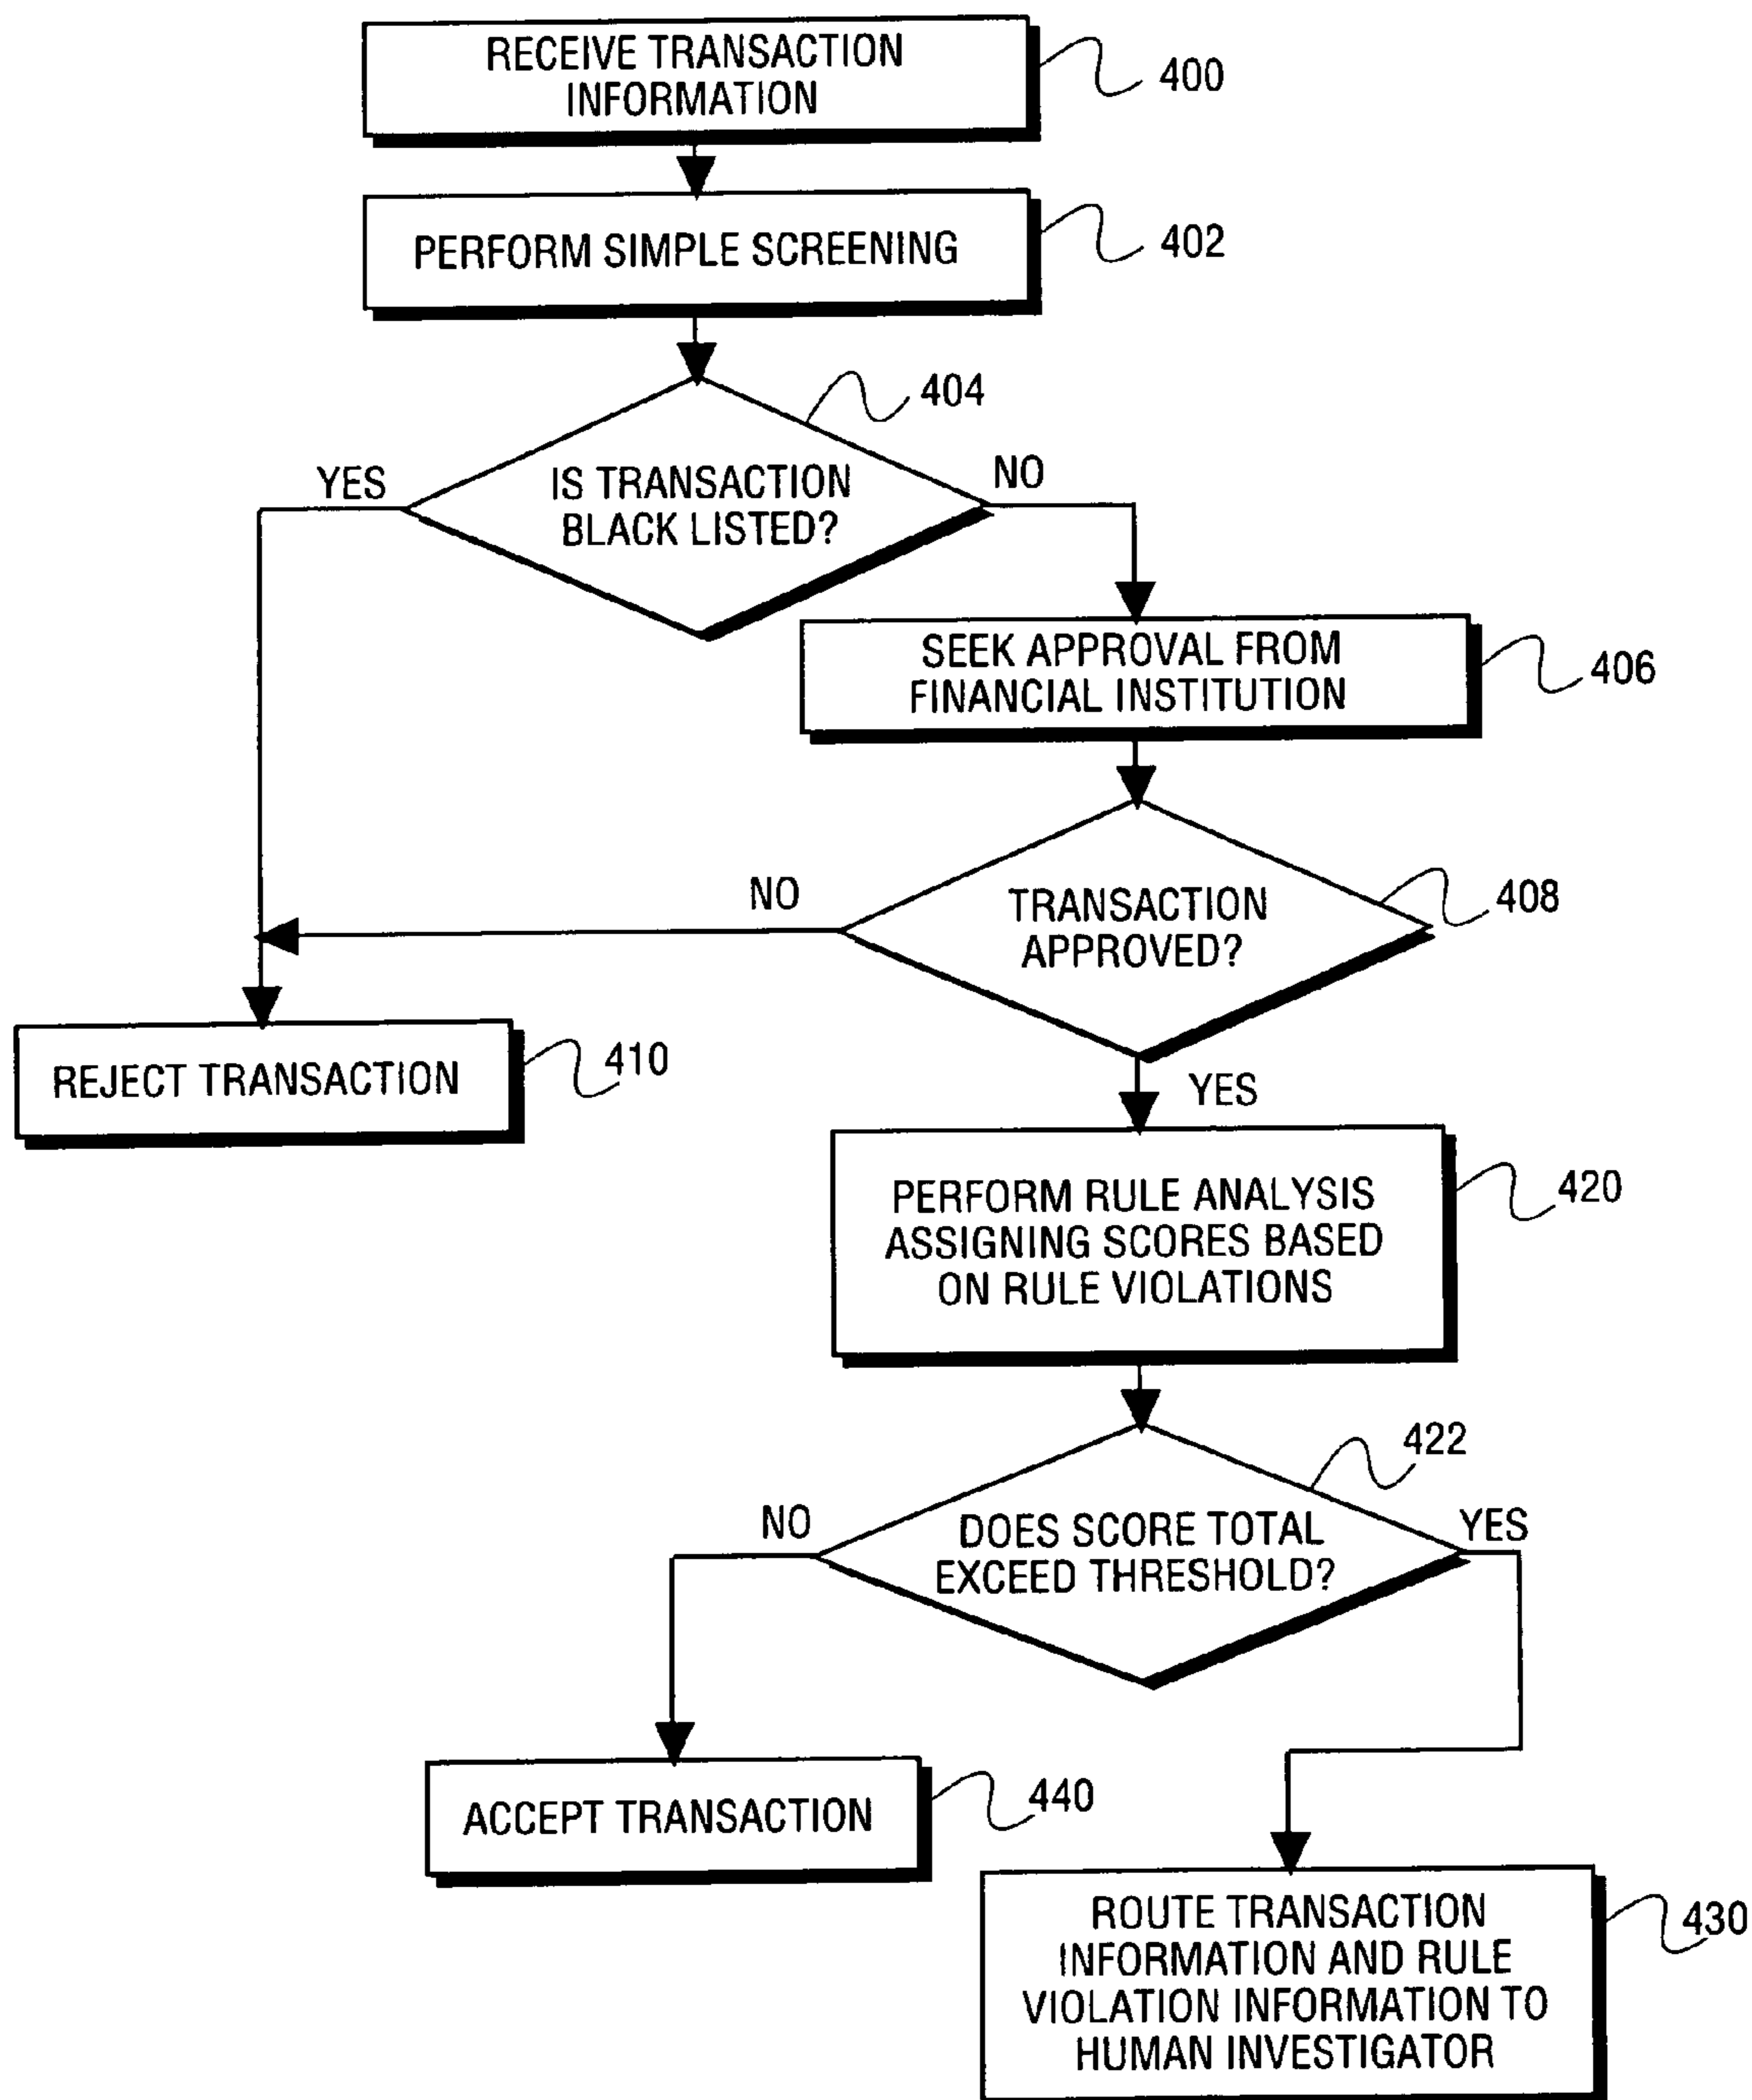 RECEIVE TRANSACTION
INFORMATION
400
PERFORM SIMPLE SCREENING
402
404
YES
IS TRANSACTION
BLACK LISTED?
NO
SEEK APPROVAL FROM
FINANCIAL INSTITUTION
406
NO
TRANSACTION
APPROVED?
408
REJECT TRANSACTION
410
YES
PERFORM RULE ANALYSIS
ASSIGNING SCORES BASED
ON RULE VIOLATIONS
420
422
NO
DOES SCORE TOTAL
EXCEED THRESHOLD?
YES
ACCEPT TRANSACTION
440
ROUTE TRANSACTION
INFORMATION AND RULE
VIOLATION INFORMATION TO
HUMAN INVESTIGATOR
430